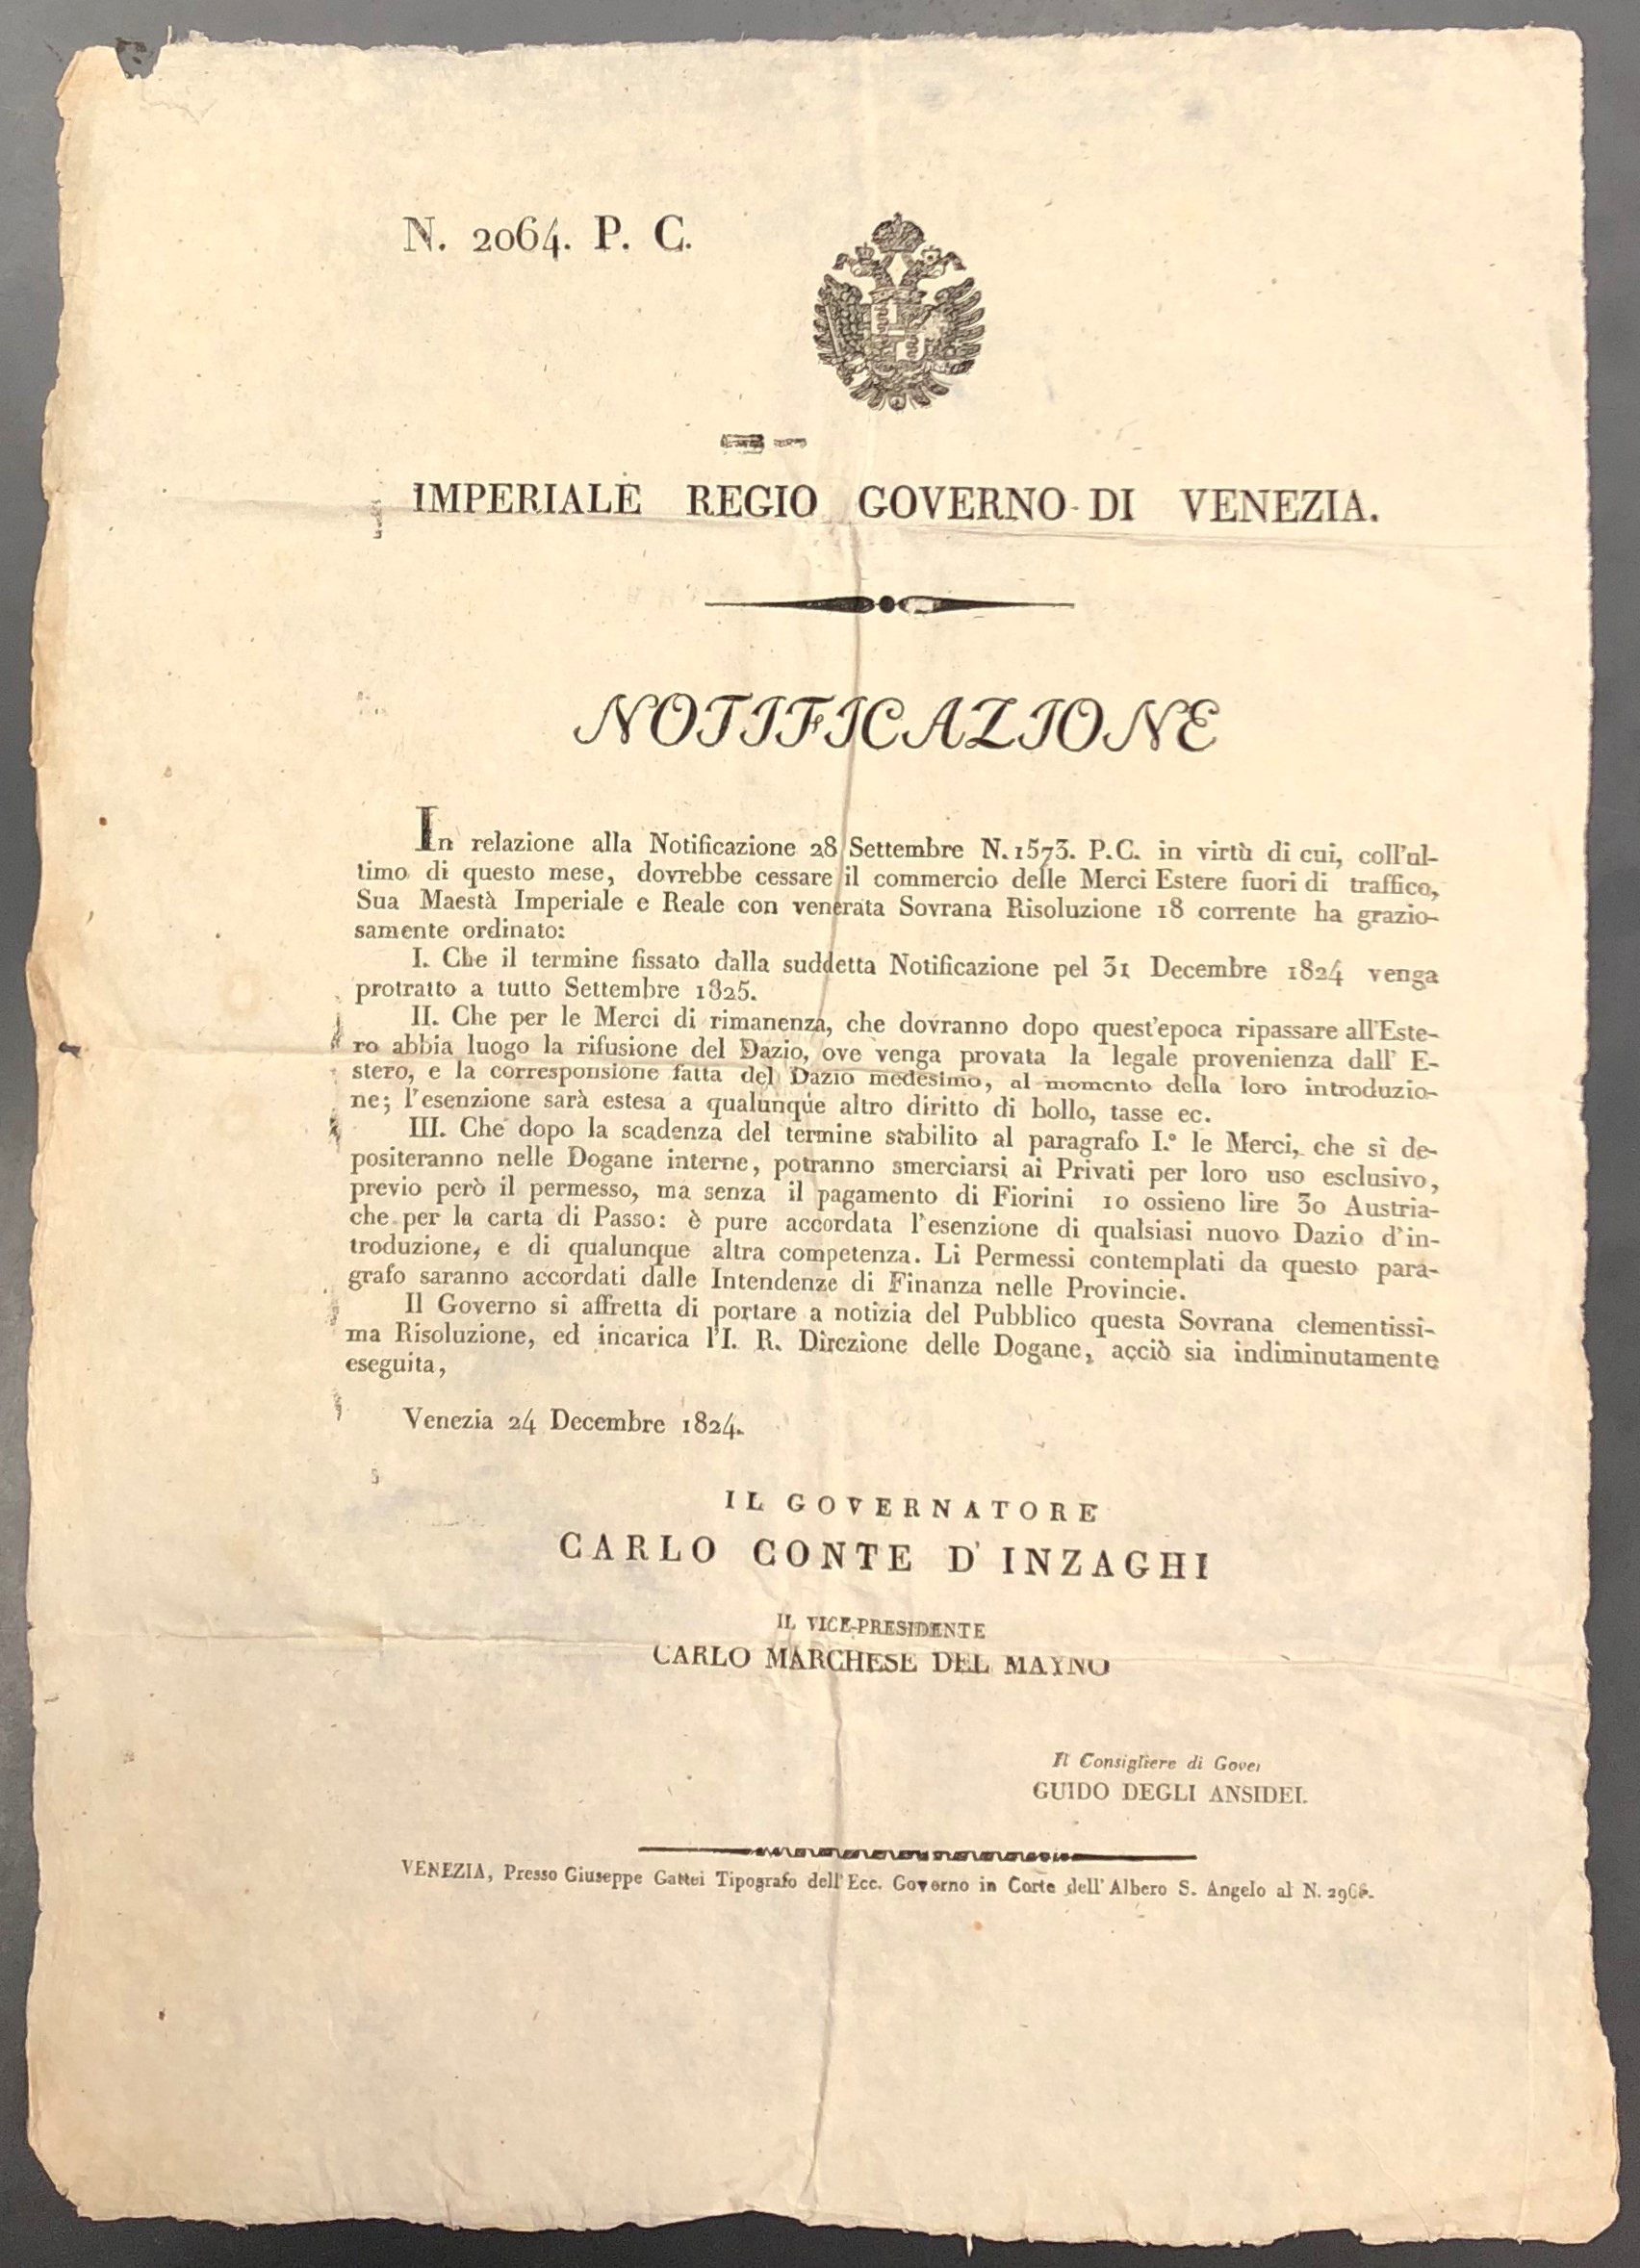 N. 2064. P. C.
IMPERIALE REGIO GOVERNO DI VENEZIA.
NOTIFICAZIONE
In relazione alla Notificazione 28 Settembre N. 1573. P. C. in virtù di cui, coll'ul-
timo di questo mese, dovrebbe cessare il commercio delle Merci Estere fuori di traffico,
Sua Maestà Imperiale e Reale con venerata Sovrana Risoluzione 18 corrente ha grazio-
samente ordinato:
I. Che il termine fissato dalla suddetta Notificazione pel 31 Decembre 1824 venga
protratto a tutto Settembre 1825.
II. Che per le Merci di rimanenza, che dovranno dopo quest'epoca ripassare all'Este-
ro abbia luogo la rifusione del Dazio, ove venga provata la legale provenienza dall' E-
stero, e la corresponsione fatta del Dazio medesimo, al momento della loro introduzio-
ne; l'esenzione sarà estesa a qualunque altro diritto di bollo, tasse ec.
III. Che dopo la scadenza del termine stabilito al paragrafo I.° le Merci, che si de-
positeranno nelle Dogane interne, potranno smerciarsi ai Privati per loro uso esclusivo,
previo però il permesso, ma senza il pagamento di Fiorini 10 ossieno lire 30 Austria-
che per la carta di Passo: è pure accordata l'esenzione di qualsiasi nuovo Dazio d'in-
troduzione, e di qualunque altra competenza. Li Permessi contemplati da questo para-
grafo saranno accordati dalle Intendenze di Finanza nelle Provincie.
Il Governo si affretta di portare a notizia del Pubblico questa Sovrana clementissi-
ma Risoluzione, ed incarica l'I. R. Direzione delle Dogane, acciò sia indiminutamente
eseguita,
Venezia 24 Decembre 1824.
IL GOVERNATORE
CARLO CONTE D' INZAGHI
IL VICE-PRESIDENTE
CARLO MARCHESE DEL MAYNO
Il Consigliere di Gover
GUIDO DEGLI ANSIDEI.
VENEZIA, Presso Giuseppe Gattei Tipografo dell' Ecc. Governo in Corte dell' Albero S. Angelo al N.